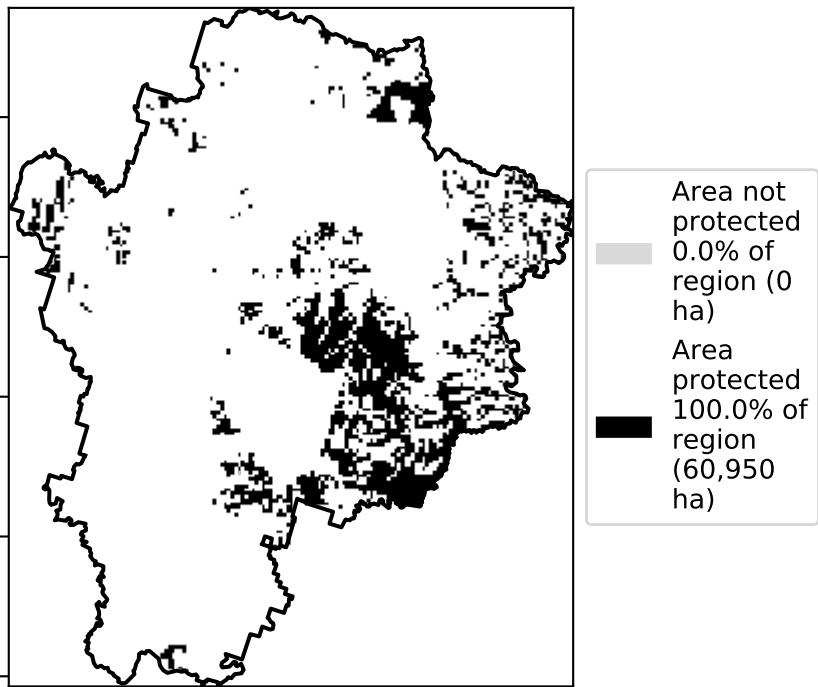 Area not
protected
0.0% of
region (0
ha)
Area
protected
100.0% of
region
(60,950
ha)